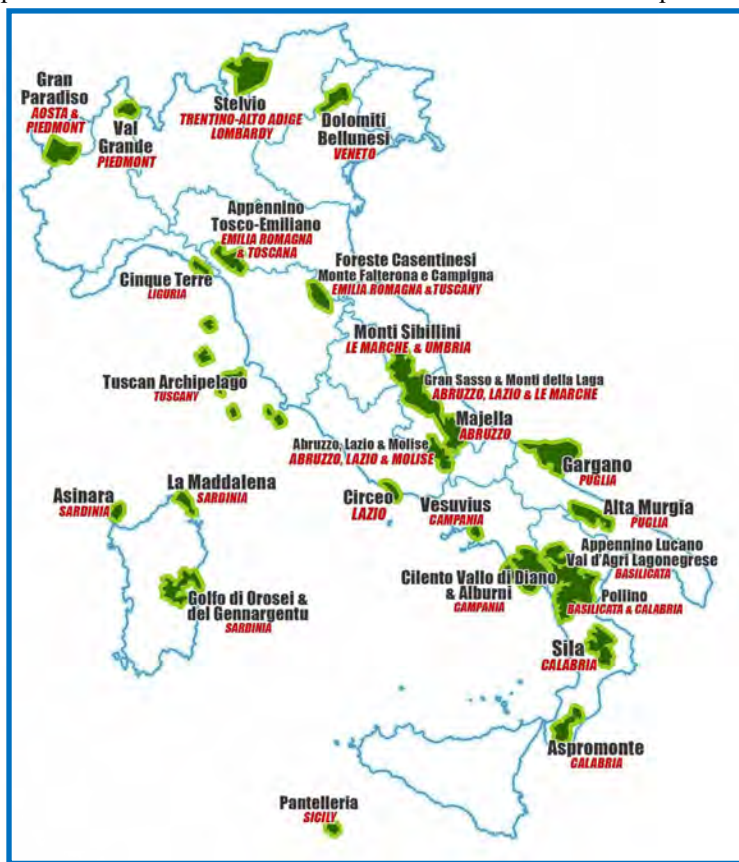 Gran
Paradiso
AOSTA &
PIEDMONT
Val
Grande
PIEDMONT
Stelvio
TRENTINO-ALTO ADIGE
LOMBARDY
Dolomiti
Bellunesi
VENETO
Appennino
Tosco-Emiliano
EMILIA ROMAGNA
& TOSCANA
Cinque Terre
LIGURIA
Foreste Casentinesi
Monte Falterona e Campigna
EMILIA ROMAGNA &TUSCANY
Monti Sibillini
LE MARCHE & UMBRIA
Tuscan Archipelago
TUSCANY
Gran Sasso & Monti della Laga
ABRUZZO, LAZIO & LE MARCHE
Majella
ABRUZZO
Abruzzo, Lazio & Molise
ABRUZZO, LAZIO & MOLISE
Gargano
PUGLIA
Asinara
SARDINIA
La Maddalena
SARDINIA
Circeo
LAZIO
Vesuvius
CAMPANIA
Alta Murgia
PUGLIA
Appennino Lucano
Val d'Agri Lagonegrese
BASILICATA
Cilento Vallo di Diano
& Alburni
CAMPANIA
Pollino
BASILICATA & CALABRIA
Golfo di Orosei &
del Gennargentu
SARDINIA
Sila
CALABRIA
Aspromonte
CALABRIA
Pantelleria
SICILY